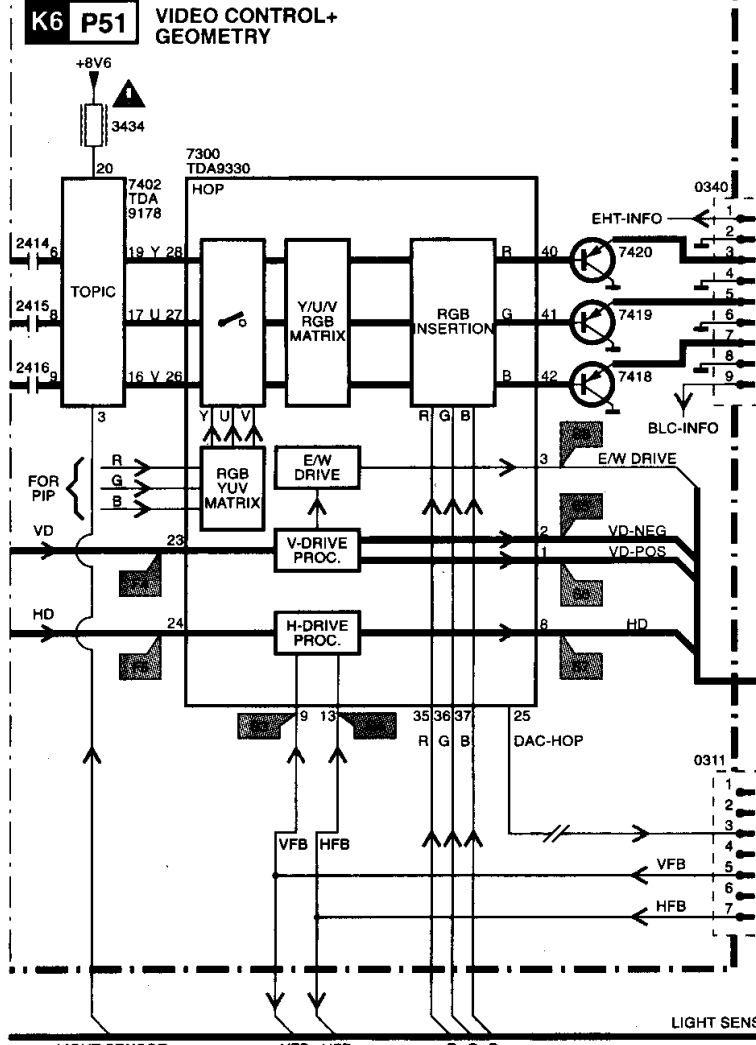 K6 P51 VIDEO CONTROL+
GEOMETRY
+8V6
3434
20
7402
TDA
9178
7300
TDA9330
HOP
0340
EHT-INFO
1
2
3
4
5
6
7
8
9
2414
6
19 Y 28
R
40
7420
TOPIC
2415
8
17 U 27
Y/U/V
RGB
MATRIX
RGB
INSERTION
G
41
7419
2416
9
16 V 26
B
42
7418
3
Y U V
R G B
BLC-INFO
FOR
PIP
R
G
B
RGB
YUV
MATRIX
E/W
DRIVE
3
E/W DRIVE
VD
23
V-DRIVE
PROC.
2
VD-NEG
1
VD-POS
HD
24
H-DRIVE
PROC.
8
HD
9
13
35 36 37
25
R G B
DAC-HOP
0311
1
2
3
4
5
6
7
VFB
HFB
VFB
HFB
LIGHT SENS